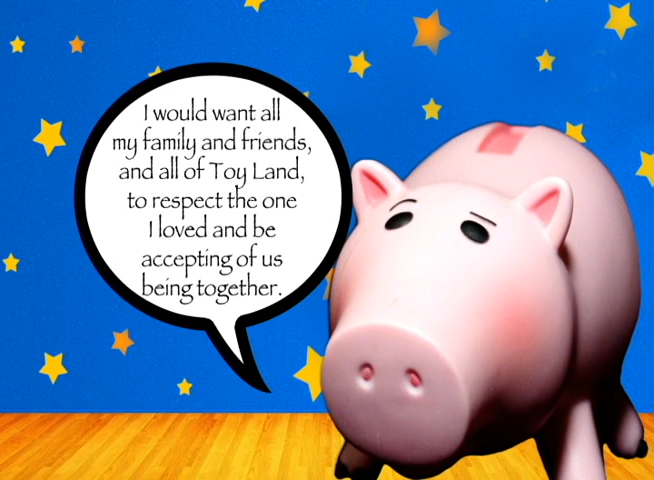 I would want all
my family and friends,
and all of Toy Land,
to respect the one
I loved and be
accepting of us
being together.